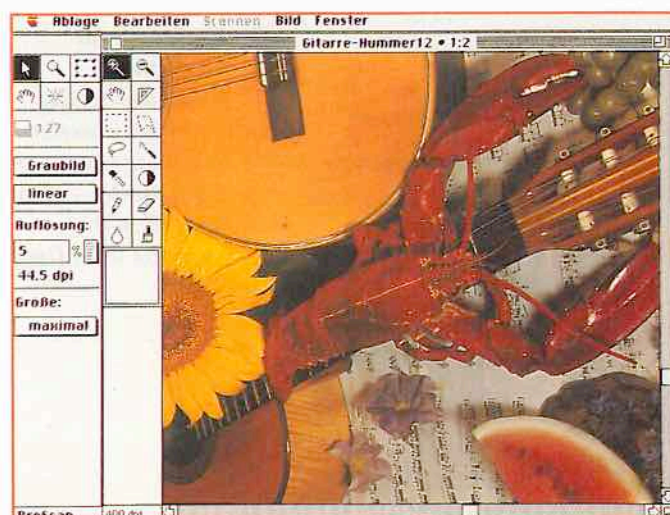 Ablage Bearbeiten Scannen Bild Fenster
Gitarre-Hummer12 • 1:2
1.27
Graubild
linear
Auflösung:
5 %
44.5 dpi
Größe:
maximal
ProScan
400 dpi